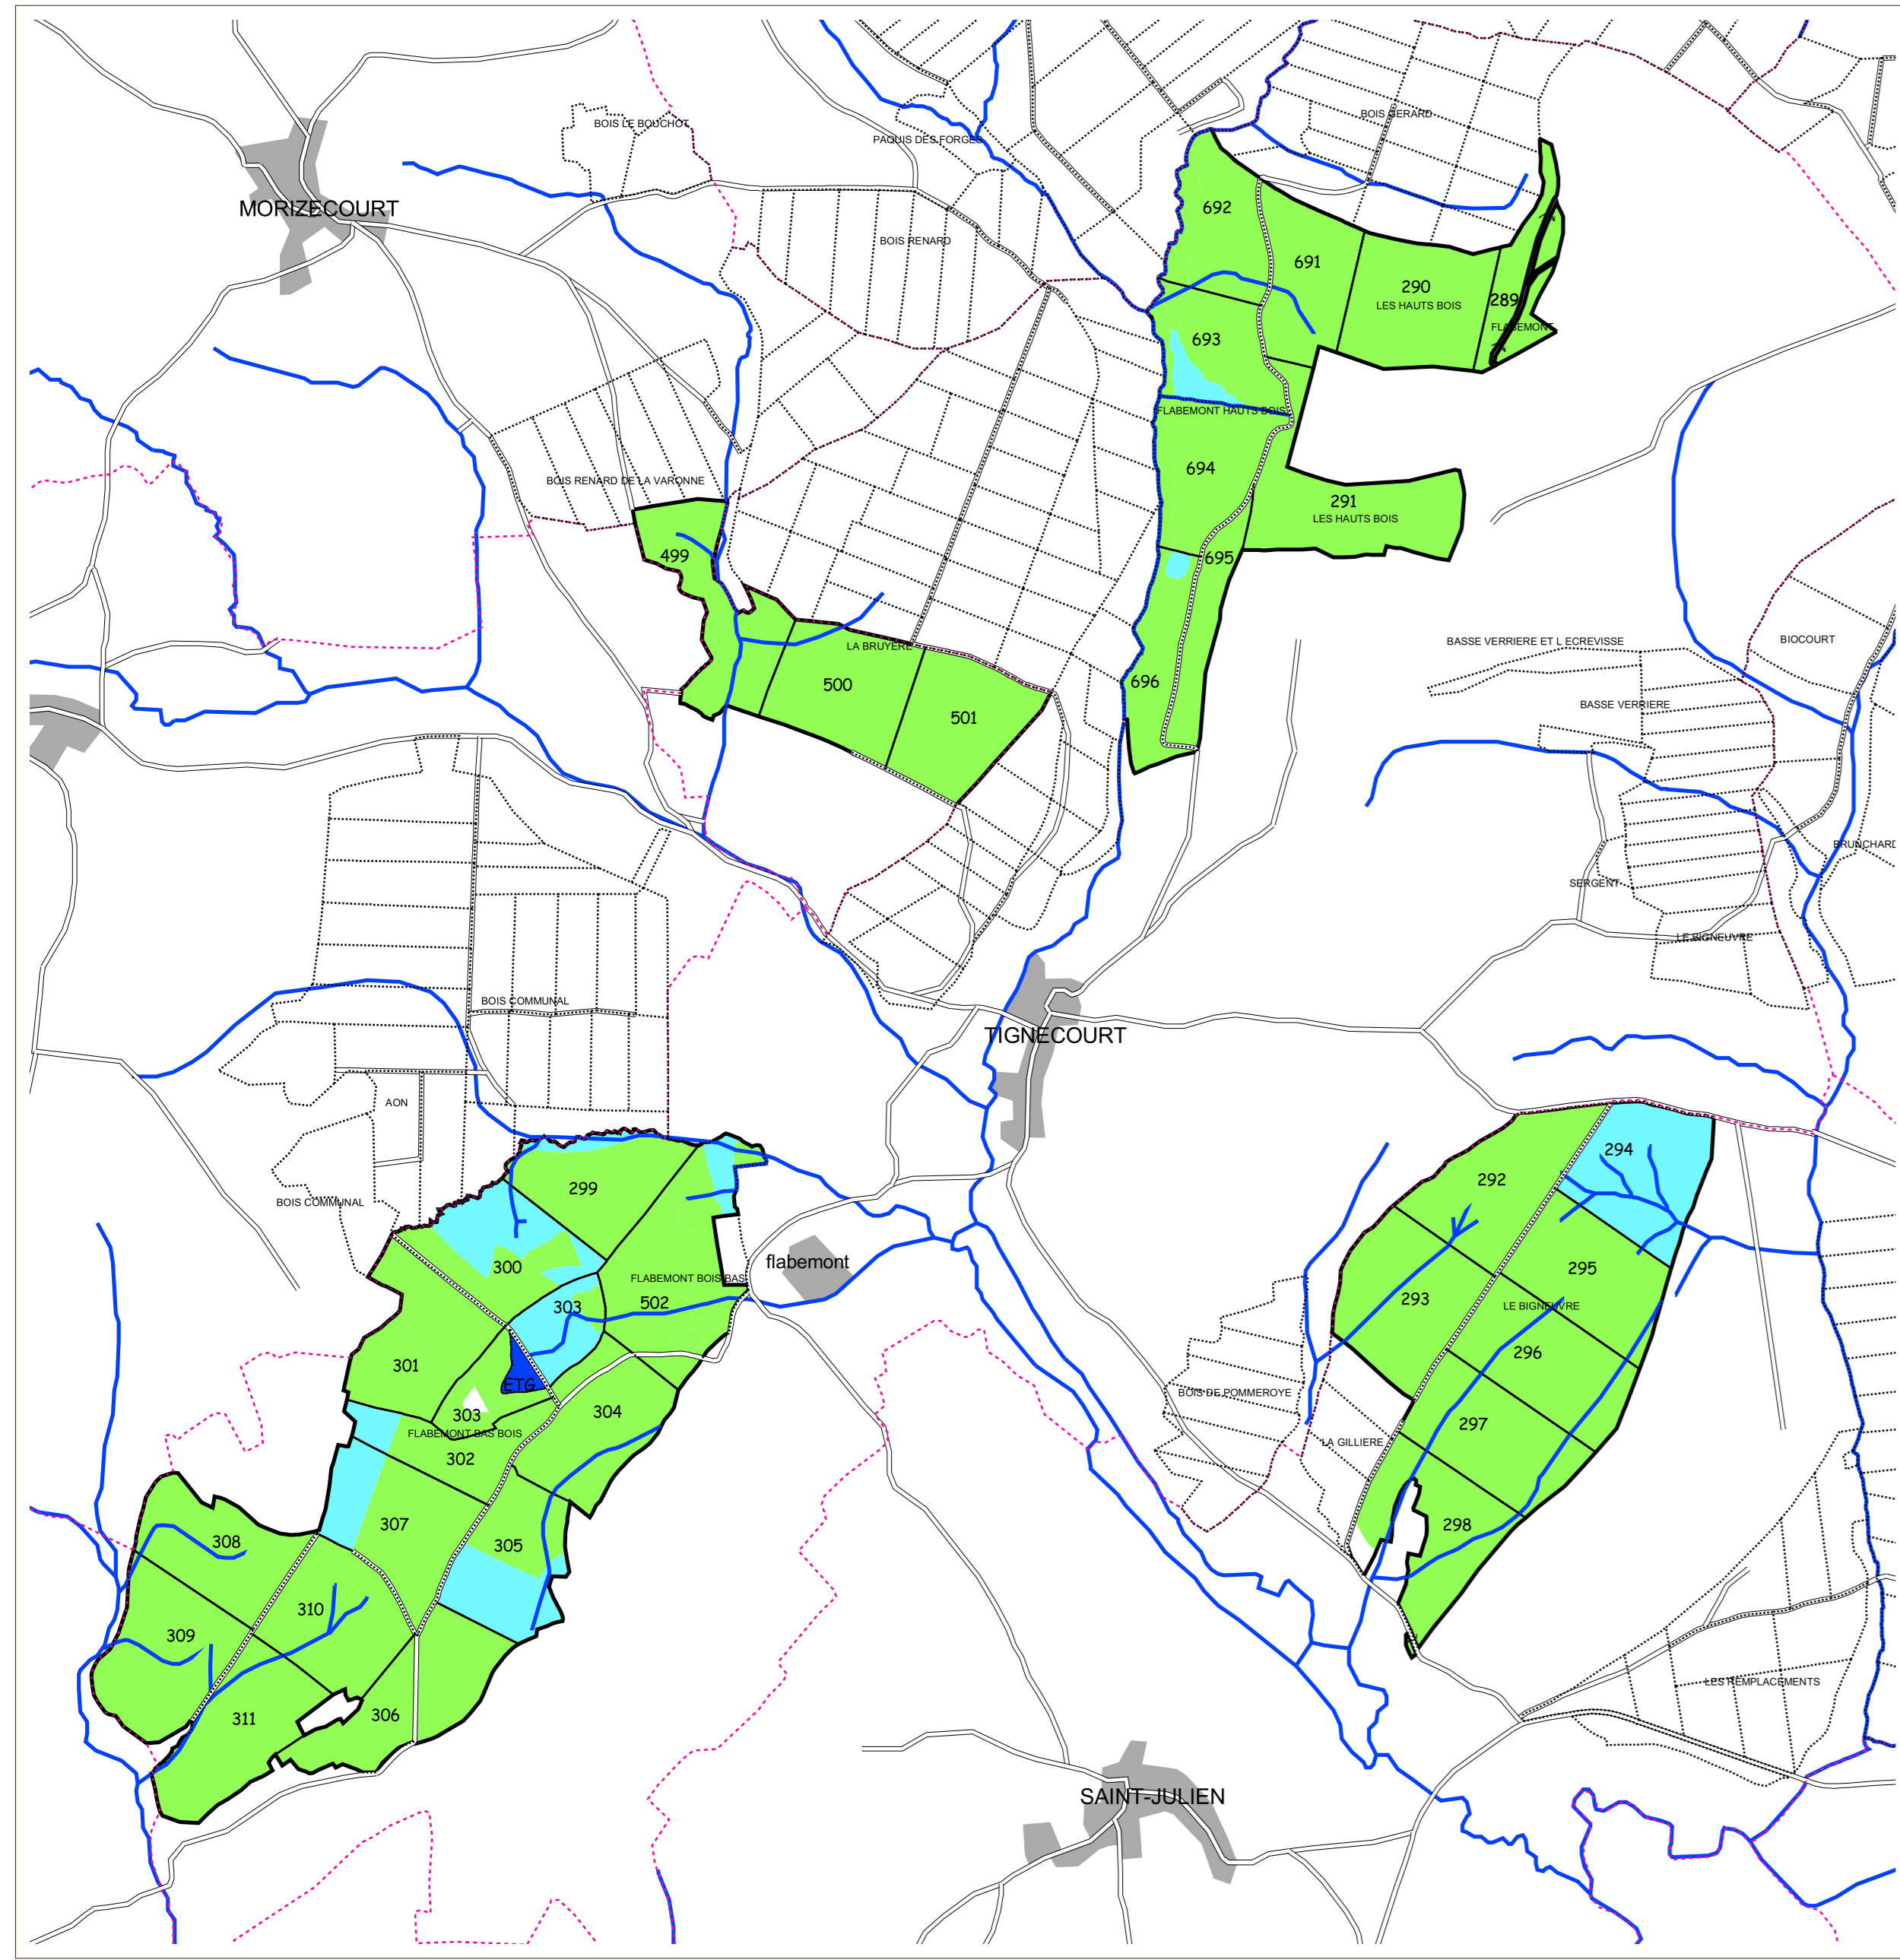 BOIS LE BOUCHOT
PAQUIS DES FORGES
BOIS GERARD
MORIZECOURT
692
BOIS RENARD
691
290
LES HAUTS BOIS
289
FLABEMONT
693
FLABEMONT HAUTS BOIS
694
BOIS RENARD DE LA VARONNE
291
LES HAUTS BOIS
499
695
LA BRUYERE
BASSE VERRIERE ET L ECREVISSE
BIOCOURT
500
696
501
BASSE VERRIERE
BRUNCHARD
SERGENT
LE BIGNEUVRE
BOIS COMMUNAL
TIGNECOURT
AON
294
292
299
BOIS COMMUNAL
flabemont
300
295
FLABEMONT BOIS BAS
303
502
293
LE BIGNEUVRE
296
301
ETG
BOIS DE POMMEROYE
303
304
FLABEMONT BAS BOIS
297
LA GILLIERE
302
307
298
305
308
310
309
311
306
LES REMPLACEMENTS
SAINT-JULIEN